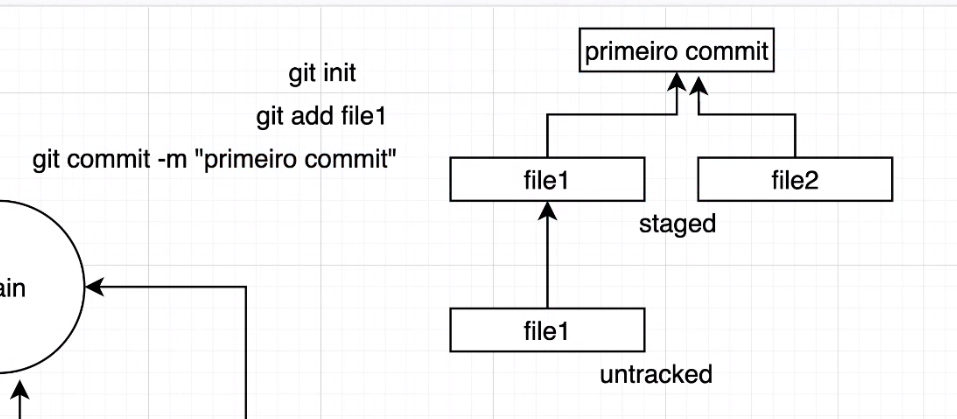 primeiro commit
git init
git add file1
git commit -m "primeiro commit"
file1
file2
staged
ain
file1
untracked